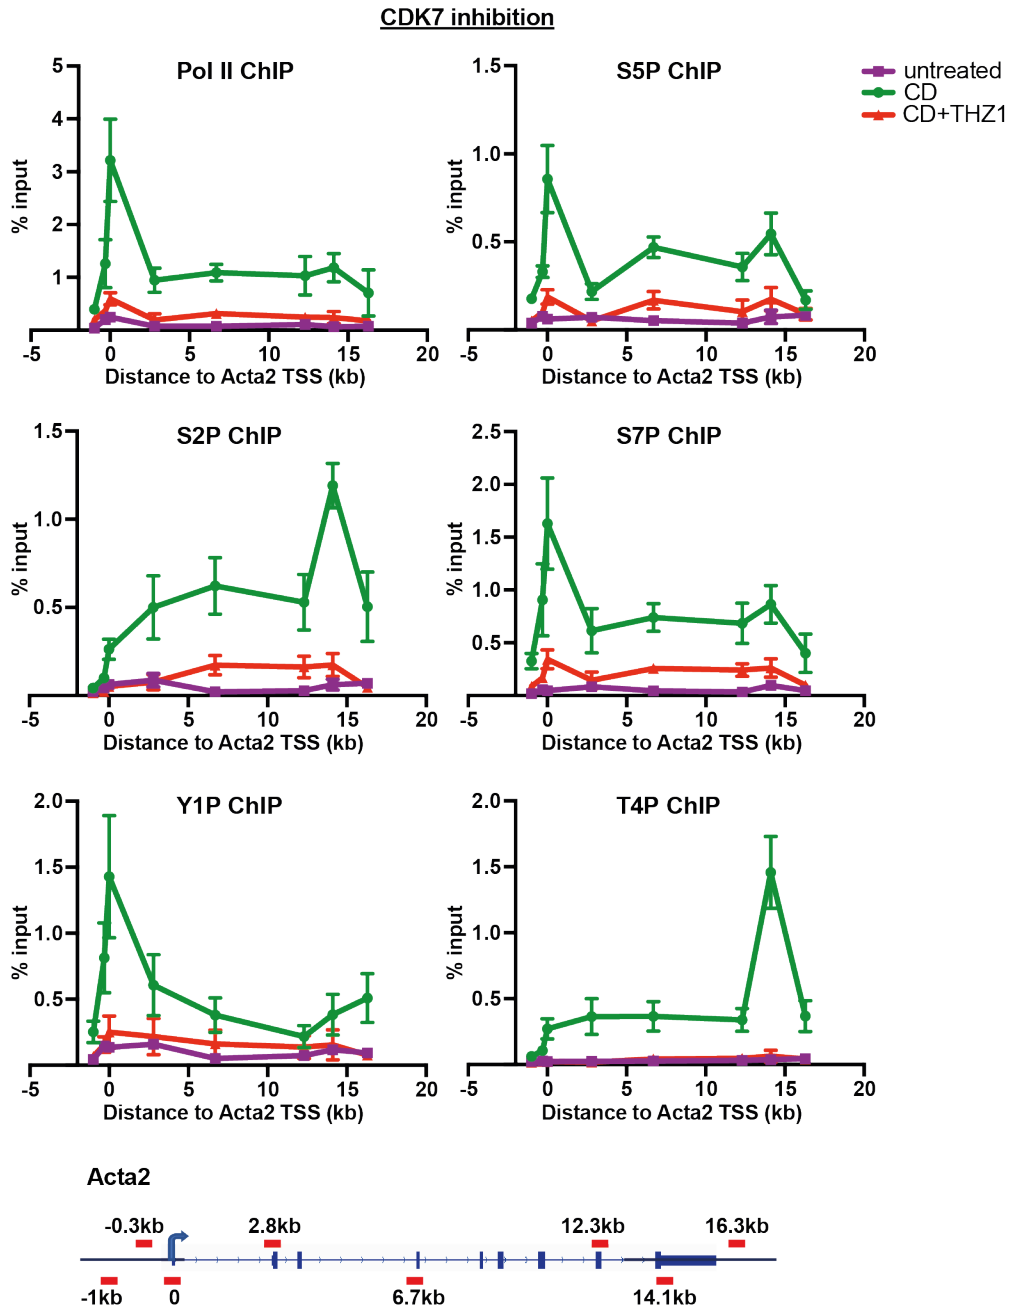 CDK7 inhibition
Pol II ChIP
5
4
3
2
1
% input
-5 0 5 10 15 20
Distance to Acta2 TSS (kb)
S5P ChIP
1.5
1.0
0.5
% input
-5 0 5 10 15 20
Distance to Acta2 TSS (kb)
untreated
CD
CD+THZ1
S2P ChIP
1.5
1.0
0.5
% input
-5 0 5 10 15 20
Distance to Acta2 TSS (kb)
S7P ChIP
2.5
2.0
1.5
1.0
0.5
% input
-5 0 5 10 15 20
Distance to Acta2 TSS (kb)
Y1P ChIP
2.0
1.5
1.0
0.5
% input
-5 0 5 10 15 20
Distance to Acta2 TSS (kb)
T4P ChIP
2.0
1.5
1.0
0.5
% input
-5 0 5 10 15 20
Distance to Acta2 TSS (kb)
Acta2
-0.3kb 2.8kb 12.3kb 16.3kb
-1kb 0 6.7kb 14.1kb